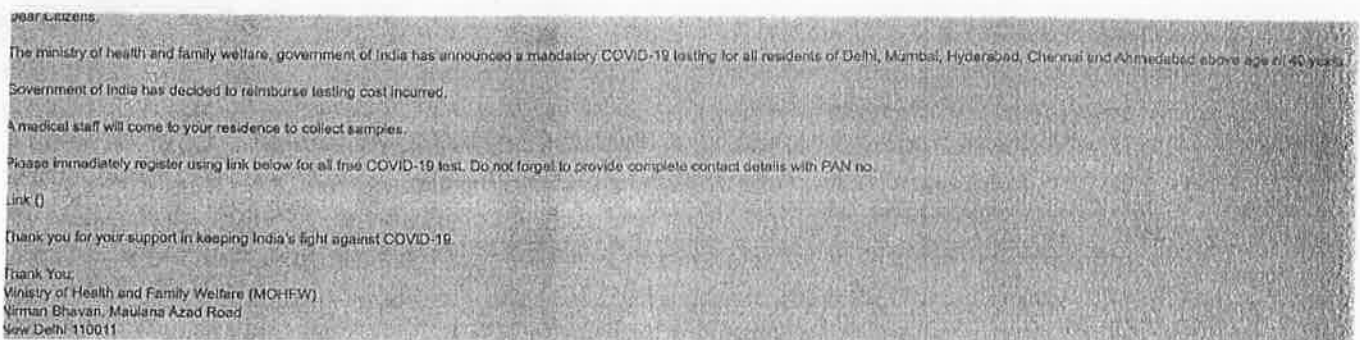 Dear Citizens,
The ministry of health and family welfare, government of India has announced a mandatory COVID-19 testing for all residents of Delhi, Mumbai, Hyderabad, Chennai and Ahmedabad above age of 40 years.
Government of India has decided to reimburse testing cost incurred.
A medical staff will come to your residence to collect samples.
Please immediately register using link below for all free COVID-19 test. Do not forget to provide complete contact details with PAN no.
Link ()
Thank you for your support in keeping India's fight against COVID-19.
Thank You,
Ministry of Health and Family Welfare (MOHFW)
Nirman Bhavan, Maulana Azad Road
New Delhi 110011